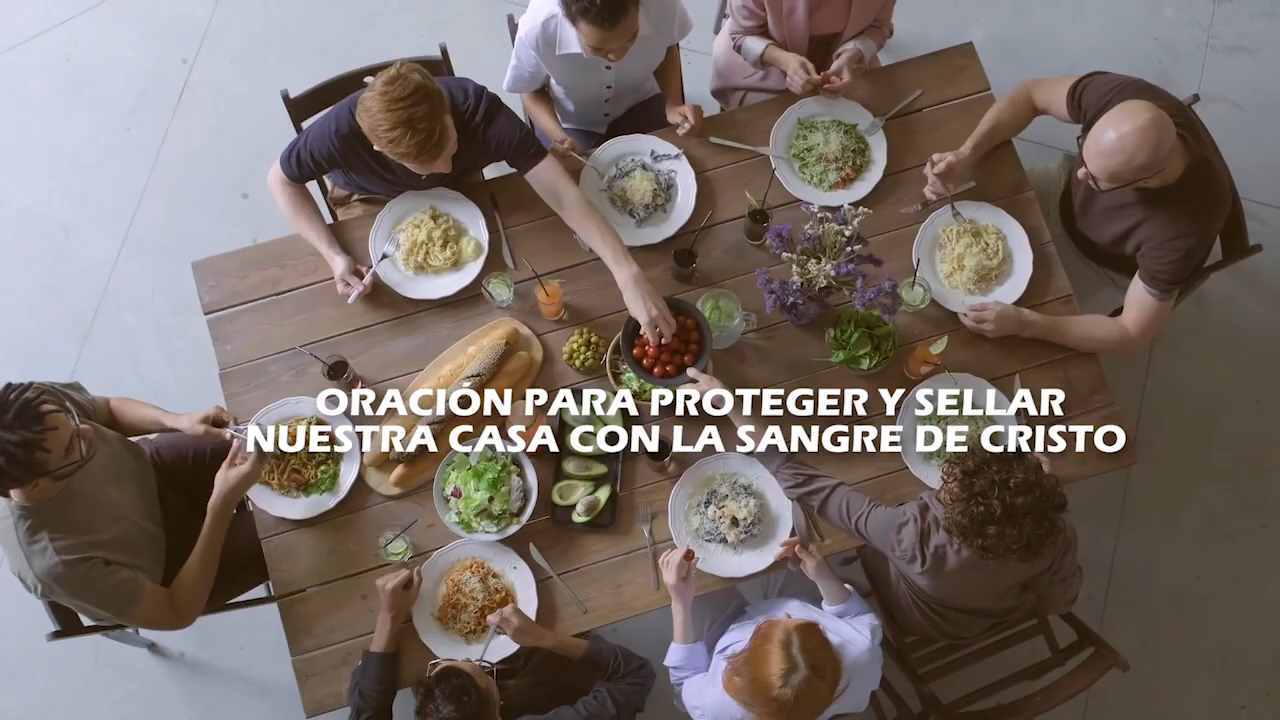 ORACIÓN PARA PROTEGER Y SELLAR
NUESTRA CASA CON LA SANGRE DE CRISTO